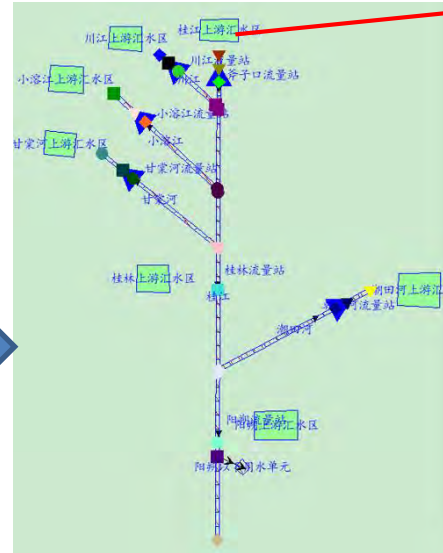 桂江上游汇水区
川江上游汇水区
川江流量站
斧子口流量站
川江
小溶江上游汇水区
小溶江流量站
小溶江
甘棠河上游汇水区
甘棠河流量站
甘棠河
桂林流量站
桂林上游汇水区
桂江
潮田河上游汇
河流量站
潮田河
阳朔流量站
阳朔上游汇水区
用水单元